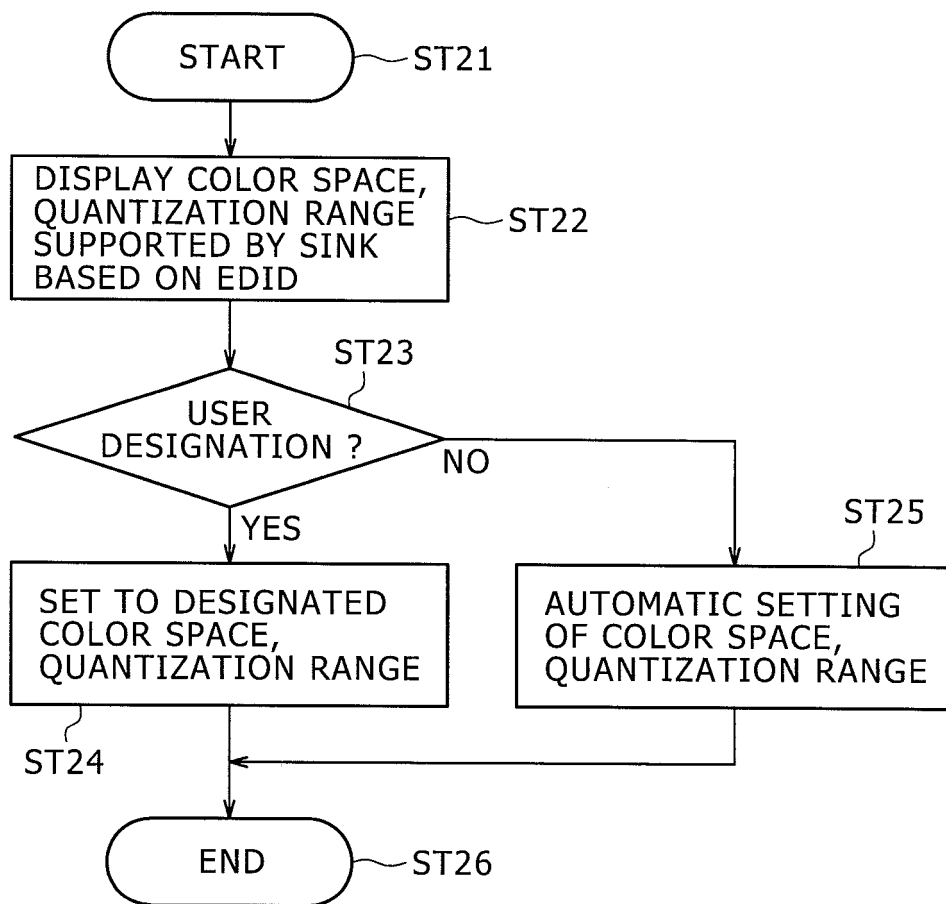 START
ST21
DISPLAY COLOR SPACE,
QUANTIZATION RANGE
SUPPORTED BY SINK
BASED ON EDID
ST22
ST23
USER
DESIGNATION ?
NO
YES
ST25
SET TO DESIGNATED
COLOR SPACE,
QUANTIZATION RANGE
ST24
AUTOMATIC SETTING
OF COLOR SPACE,
QUANTIZATION RANGE
END
ST26